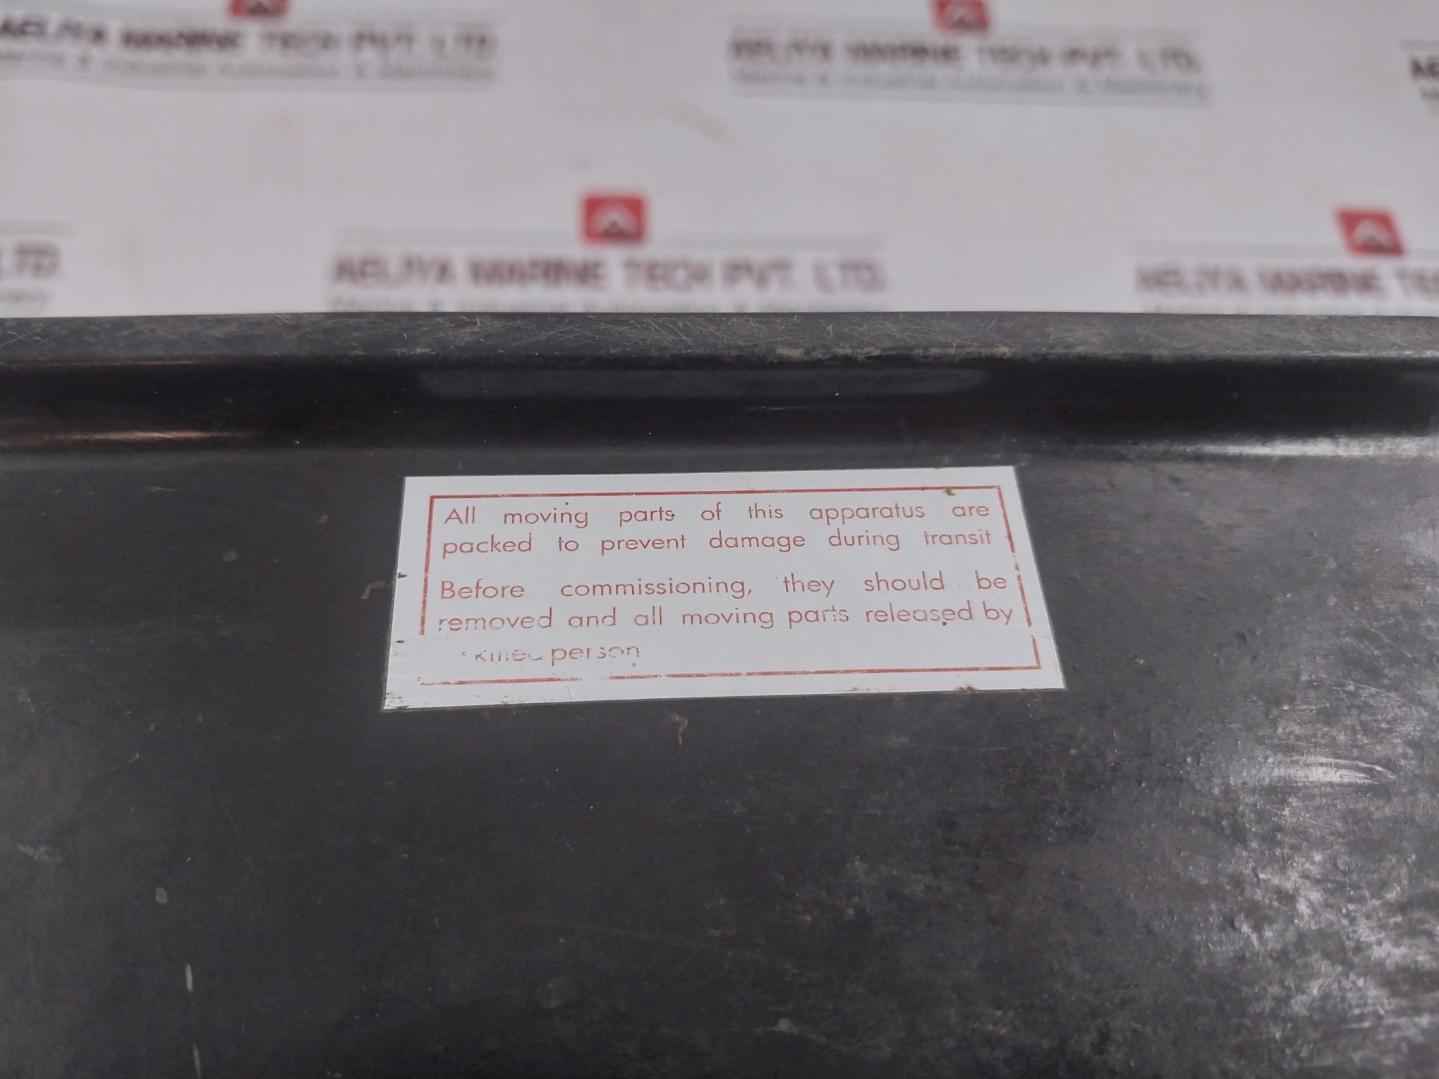 AELIYA MARINE TECH PVT. LTD
AELIYA MARINE TECH PVT. LTD.
LTD.
AELIYA MARINE TECH PVT. LTD.
AELIYA MARINE TE
All moving parts of this apparatus are
packed to prevent damage during transit
Before commissioning, they should be
removed and all moving parts released by
person